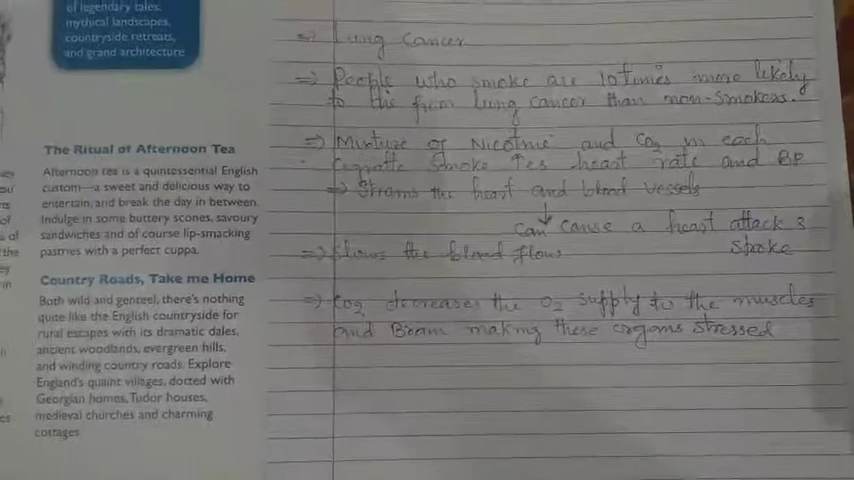 of legendary tales,
mythical landscapes,
countryside retreats,
and grand architecture
The Ritual of Afternoon Tea
Afternoon tea is a quintessential English
custom—a sweet and delicious way to
entertain, and break the day in between.
Indulge in some buttery scones, savoury
sandwiches and of course lip-smacking
pastries with a perfect cuppa.
Country Roads, Take me Home
Both wild and genteel, there's nothing
quite like the English countryside for
rural escapes with its dramatic dales,
ancient woodlands, evergreen hills,
and winding country roads. Explore
England's quaint villages, dotted with
Georgian homes, Tudor houses,
medieval churches and charming
cottages
⇒ Lung cancer
⇒ People who smoke are 10 times more likely
to die from lung cancer than non-smokers.
⇒ Mixture of Nicotine and CO2 in each
smoke ↑es heart rate and BP
⇒ Strains the heart and blood vessels
↓
can cause a heart attack &
stroke
⇒ Slows the blood flow
⇒ CO2 decreases the O2 supply to the muscles
and Brain making these organs stressed